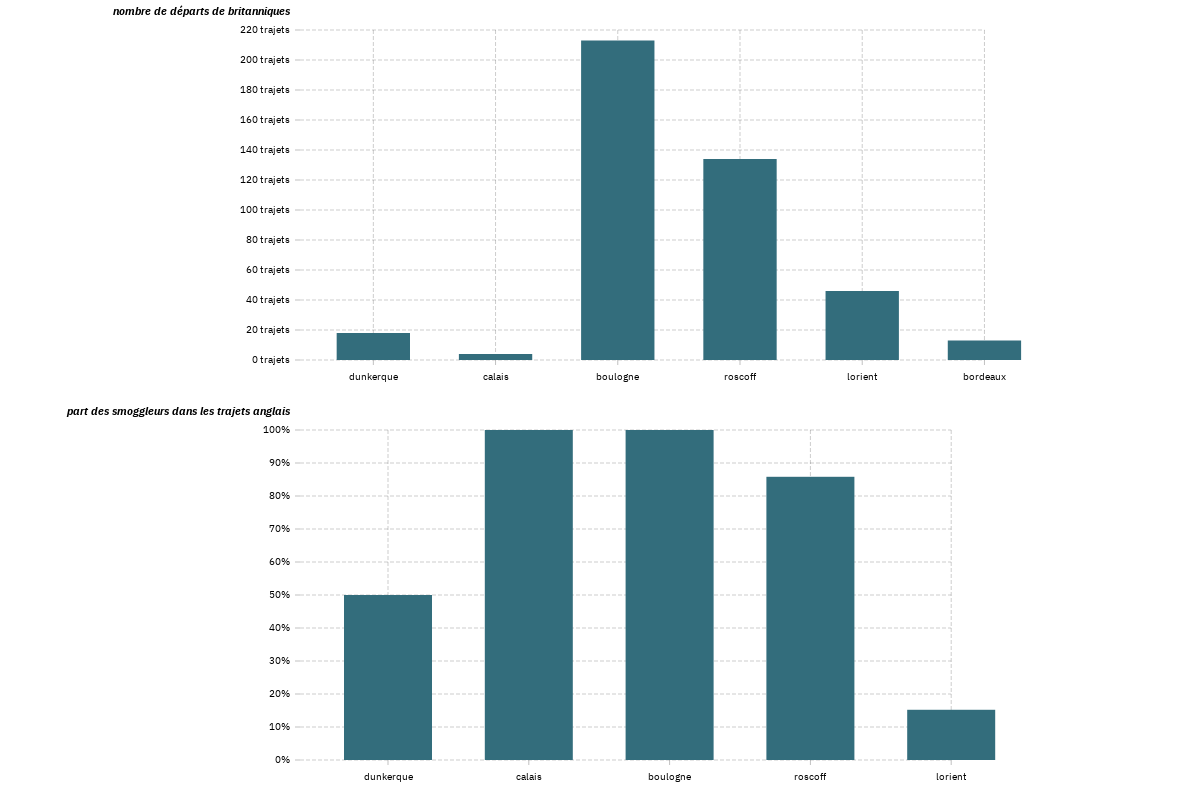 nombre de départs de britanniques
220 trajets
200 trajets
180 trajets
160 trajets
140 trajets
120 trajets
100 trajets
80 trajets
60 trajets
40 trajets
20 trajets
0 trajets
dunkerque calais boulogne roscoff lorient bordeaux
part des smoggleurs dans les trajets anglais
100%
90%
80%
70%
60%
50%
40%
30%
20%
10%
0%
dunkerque calais boulogne roscoff lorient